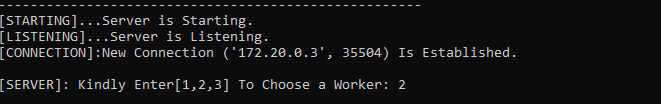 --------------------------------------------------
[STARTING]...Server is Starting.
[LISTENING]...Server is Listening.
[CONNECTION]:New Connection ('172.20.0.3', 35504) Is Established.
[SERVER]: Kindly Enter[1,2,3] To Choose a Worker: 2